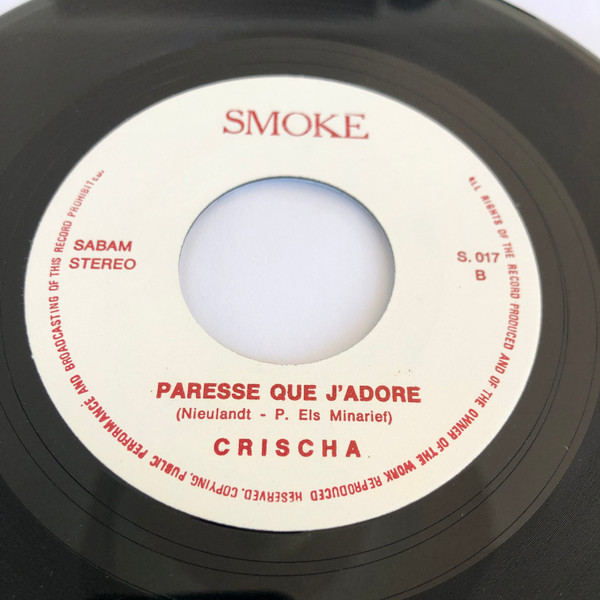 SMOKE
SABAM
STEREO
S. 017
B
PARESSE QUE J'ADORE
(Nieulandt - P. Els Minarief)
CRISCHA
ALL RIGHTS OF THE RECORD PRODUCED AND OF THE OWNER OF THE WORK REPRODUCED RESERVED. COPYING, PUBLIC PERFORMANCE AND BROADCASTING OF THIS RECORD PROHIBITED